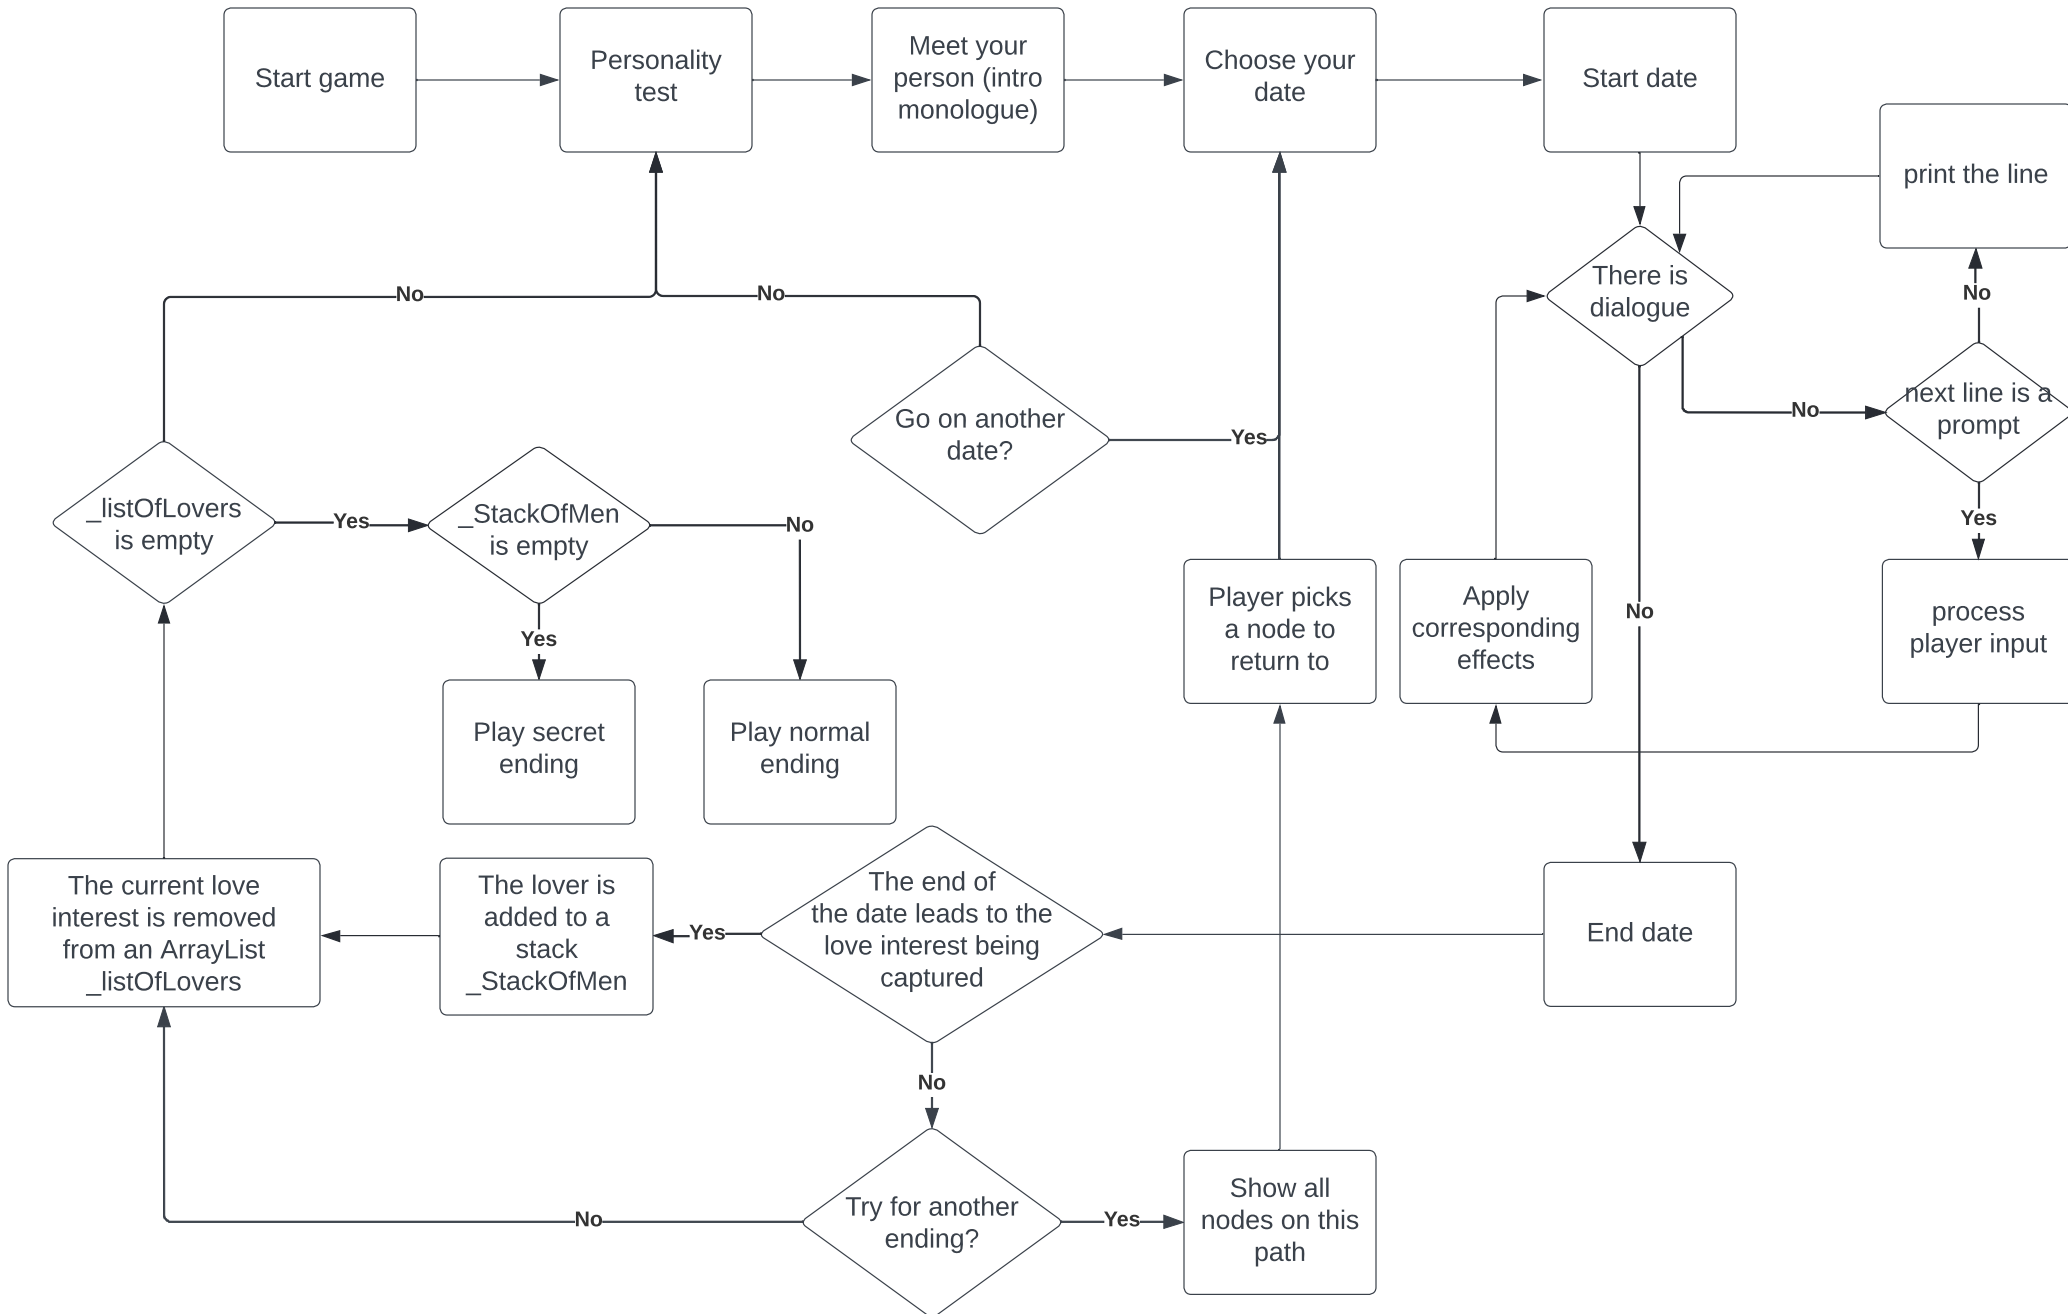 Start game
Personality
test
Meet your
person (intro
monologue)
Choose your
date
Start date
print the line
There is
dialogue
No
No
No
Go on another
date?
Yes
next line is a
prompt
No
_listOfLovers
is empty
Yes
_StackOfMen
is empty
No
Yes
Yes
Play secret
ending
Play normal
ending
Player picks
a node to
return to
Apply
corresponding
effects
No
process
player input
The current love
interest is removed
from an ArrayList
_listOfLovers
The lover is
added to a
stack
_StackOfMen
Yes
The end of
the date leads to the
love interest being
captured
End date
No
No
Try for another
ending?
Yes
Show all
nodes on this
path